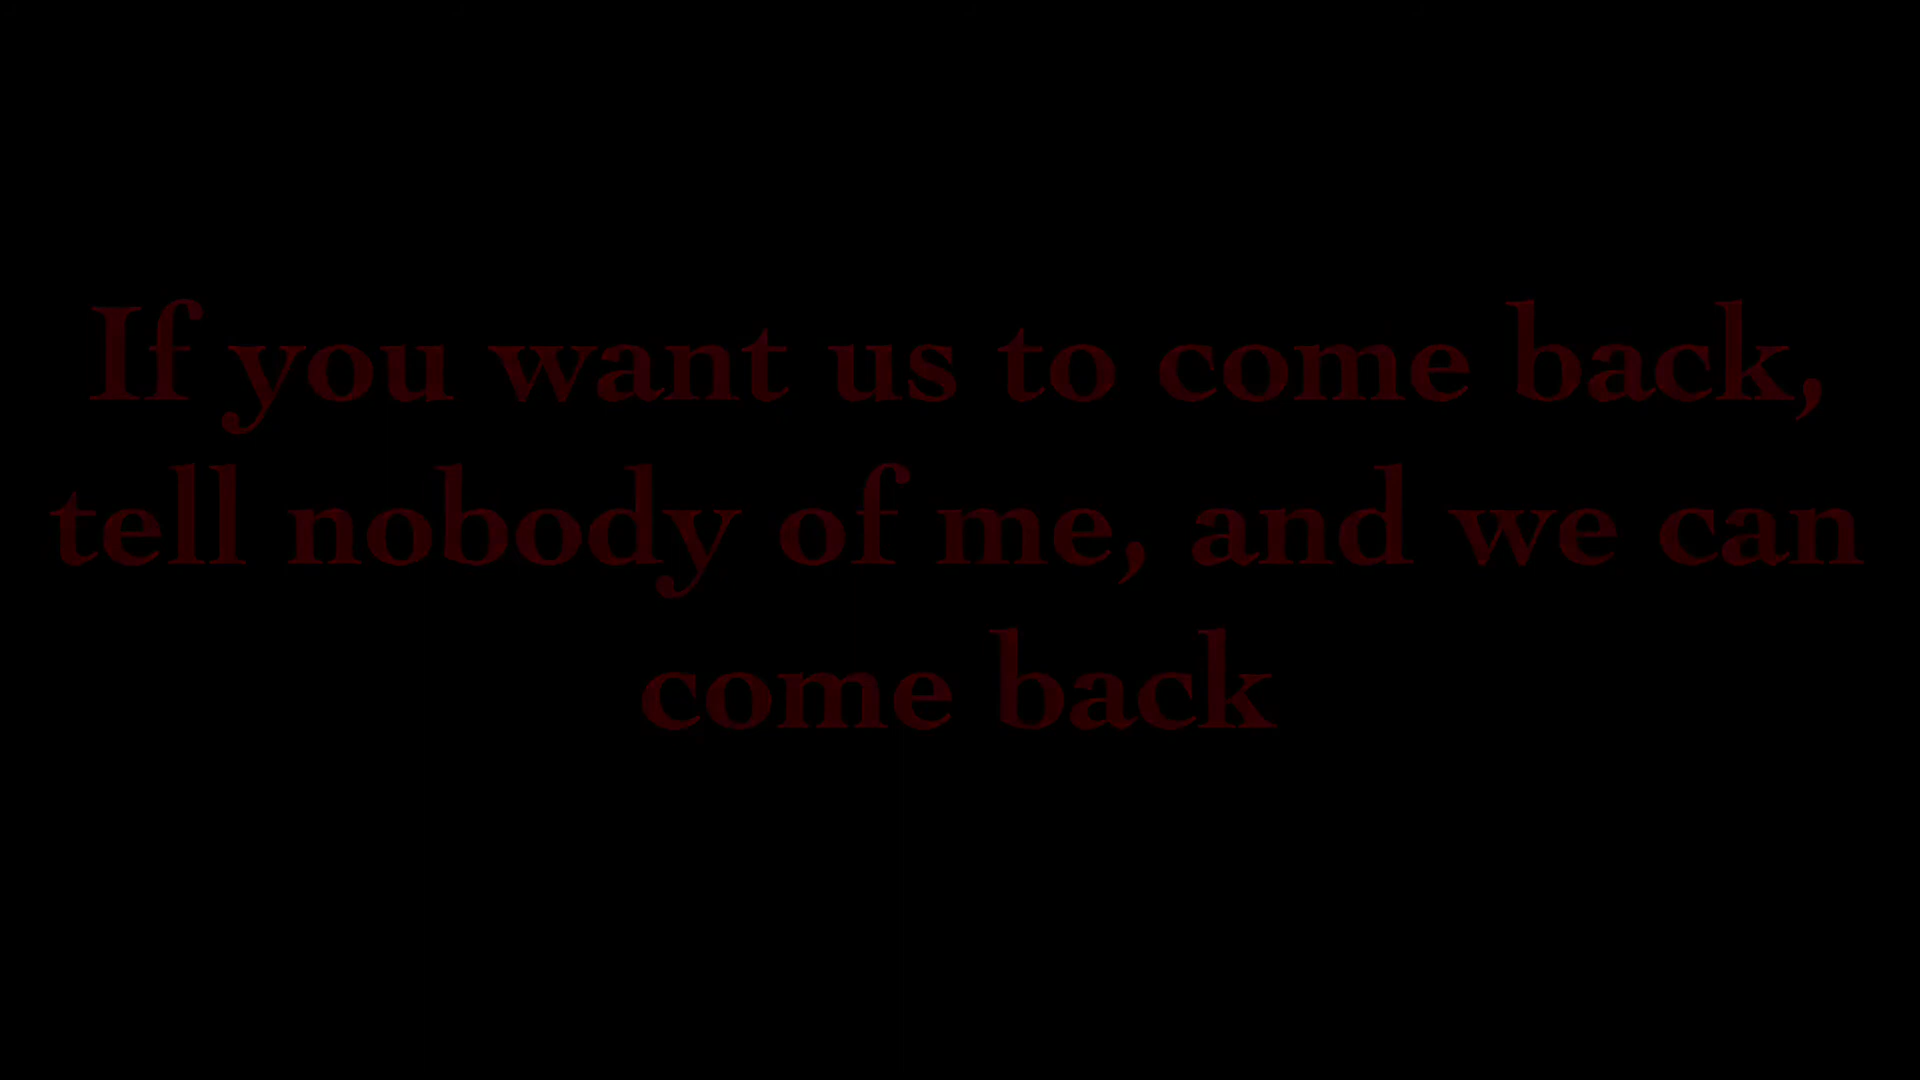 If you want us to come back,
tell nobody of me, and we can
come back